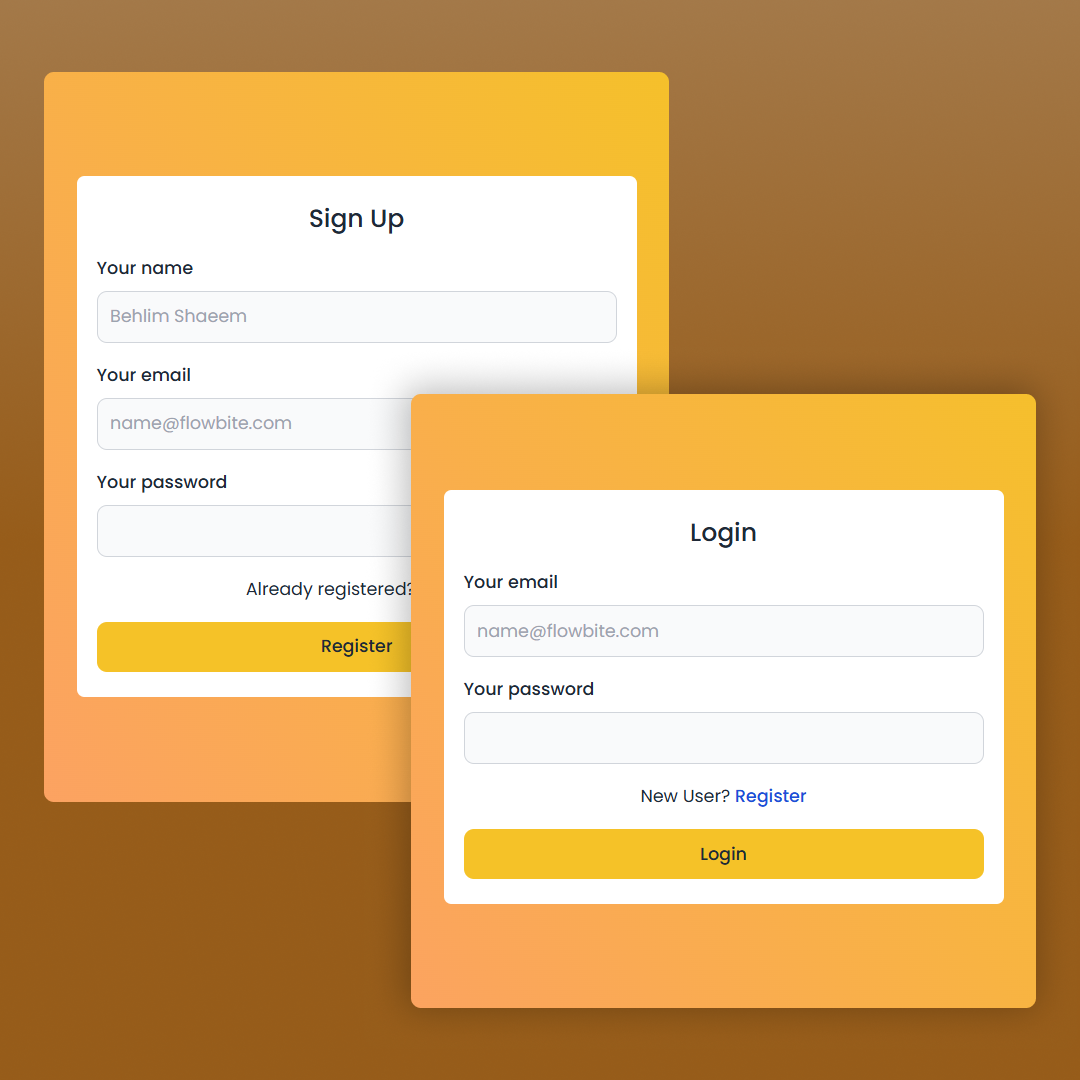 Sign Up
Your name
Behlim Shaeem
Your email
name@flowbite.com
Your password
Already registered?
Register
Login
Your email
name@flowbite.com
Your password
New User? Register
Login